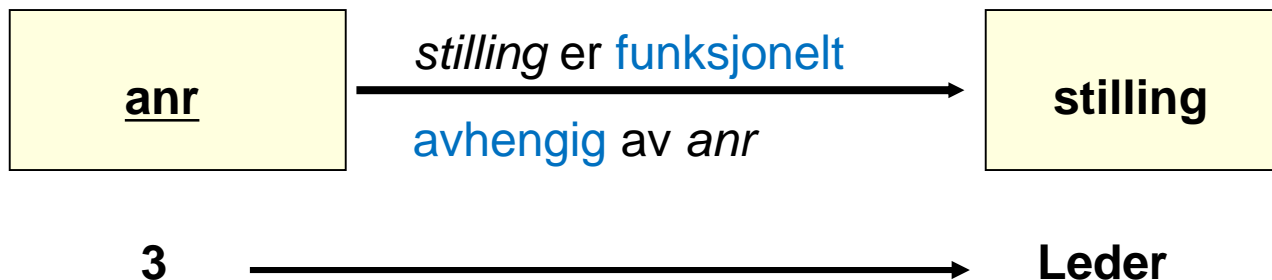 stilling er funksjonelt
anr
stilling
avhengig av anr
3
Leder